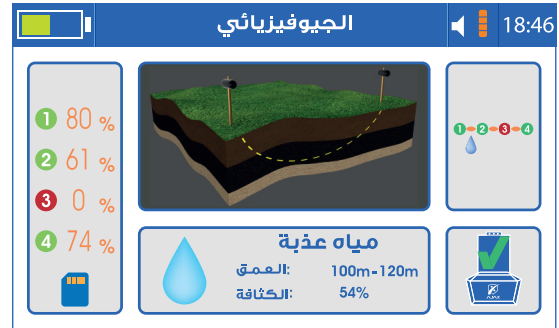 الجيوفيزيائي
18:46
1 80 %
2 61 %
3 0 %
4 74 %
1 2 3 4
مياه عذبة
العمق: 100m-120m
الكثافة: 54%
AJAX